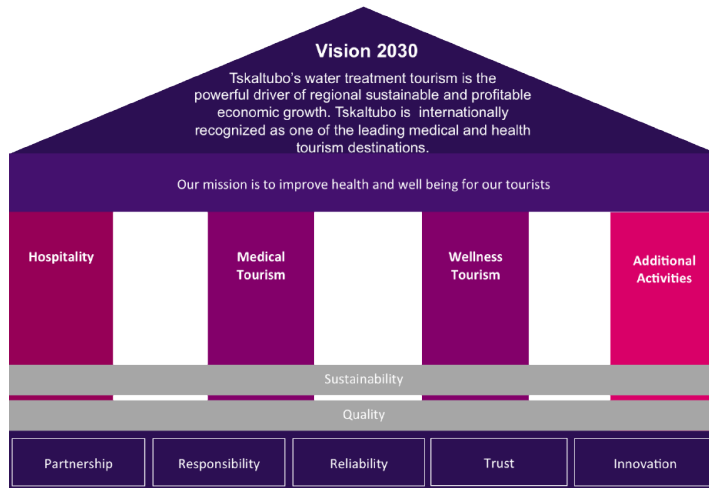 Vision 2030
Tskaltubo's water treatment tourism is the
powerful driver of regional sustainable and profitable
economic growth. Tskaltubo is internationally
recognized as one of the leading medical and health
tourism destinations.
Our mission is to improve health and well being for our tourists
Hospitality
Medical
Tourism
Wellness
Tourism
Additional
Activities
Sustainability
Quality
Partnership
Responsibility
Reliability
Trust
Innovation